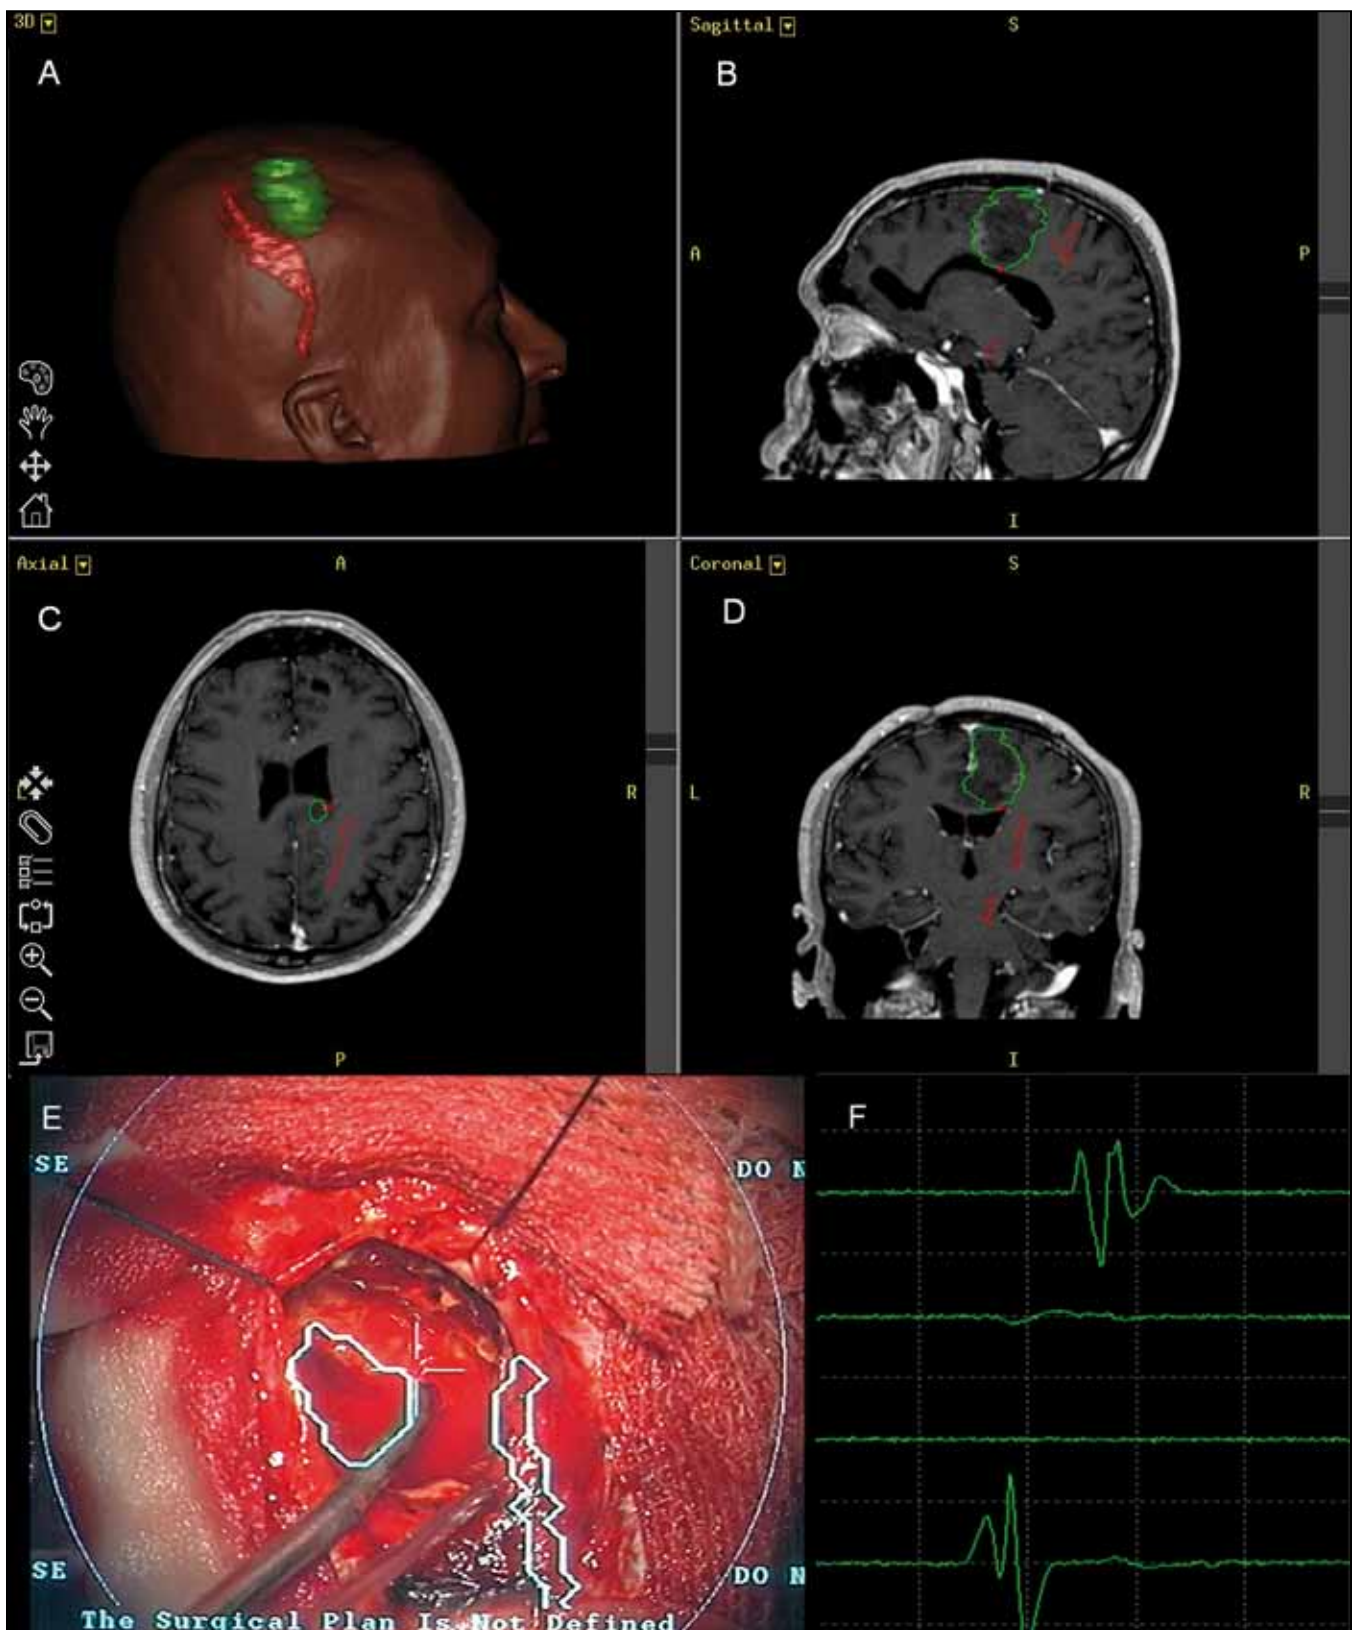 3D
A
Sagittal
B
S
A
P
I
Axial
C
A
L
R
P
Coronal
D
S
L
R
I
E
SE
DO N
SE
DO N
The Surgical Plan Is Not Defined
F